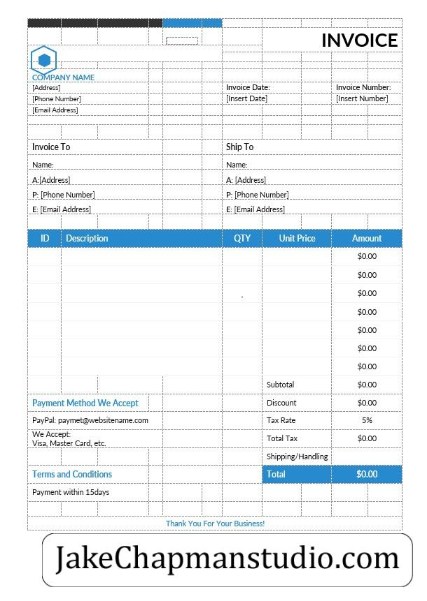 INVOICE
COMPANY NAME
[Address] Invoice Date: Invoice Number:
[Phone Number] [Insert Date] [Insert Number]
[Email Address]
Invoice To Ship To
Name: Name:
A:[Address] A: [Address]
P: [Phone Number] P: [Phone Number]
E: [Email Address] E: [Email Address]
ID Description QTY Unit Price Amount
$0.00
$0.00
$0.00
$0.00
$0.00
$0.00
$0.00
Subtotal $0.00
Payment Method We Accept Discount $0.00
PayPal: paymet@websitename.com Tax Rate 5%
We Accept:
Visa, Master Card, etc. Total Tax $0.00
Shipping/Handling
Terms and Conditions Total $0.00
Payment within 15days
Thank You For Your Business!
JakeChapmanstudio.com